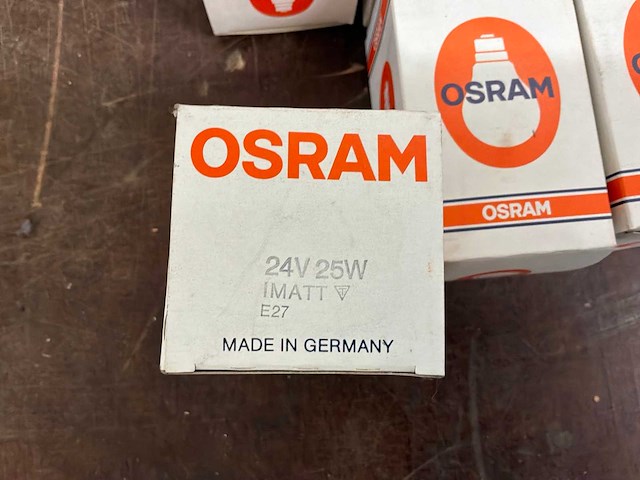 OSRAM
24V 25W
IMATT
E27
MADE IN GERMANY
OSRAM
OSRAM